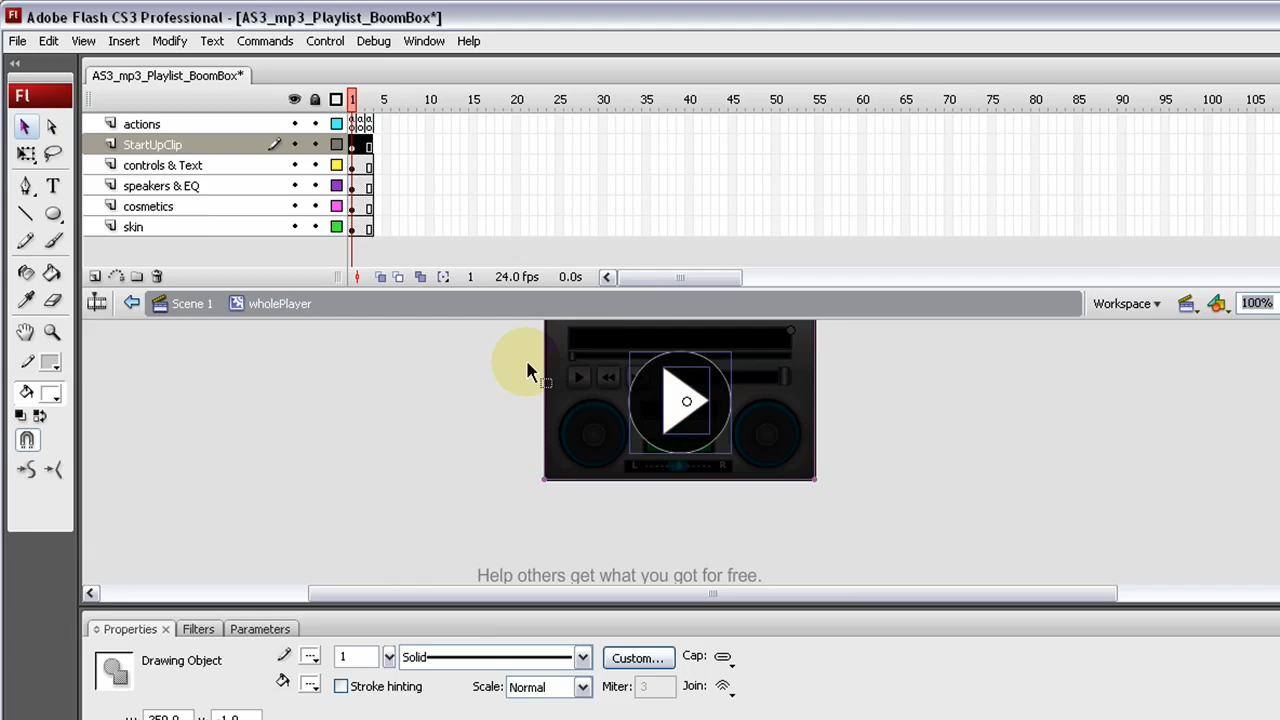 Fl Adobe Flash CS3 Professional - [AS3_mp3_Playlist_BoomBox*]
File Edit View Insert Modify Text Commands Control Debug Window Help
AS3_mp3_Playlist_BoomBox*
Fl
1 5 10 15 20 25 30 35 40 45 50 55 60 65 70 75 80 85 90 95 100 105
actions
StartUpClip
controls & Text
speakers & EQ
cosmetics
skin
1 24.0 fps 0.0s
Scene 1 wholePlayer Workspace 100%
L R
Help others get what you got for free.
Properties Filters Parameters
Drawing Object 1 Solid Custom... Cap:
Stroke hinting Scale: Normal Miter: 3 Join: